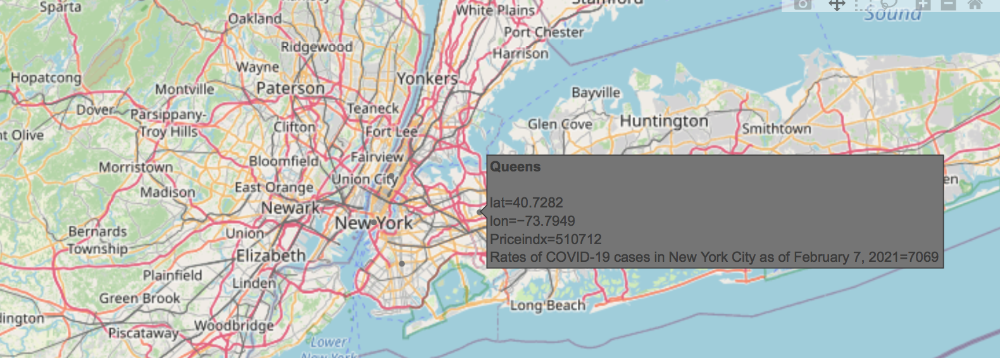 Sparta
Oakland
White Plains
Stamford
Sound
Port Chester
Ridgewood
Harrison
Wayne
Hopatcong
Yonkers
Montville
Paterson
Bayville
Dover
Parsippany-
Troy Hills
Teaneck
Glen Cove
Huntington
Smithtown
Clifton
Fort Lee
nt Olive
Fairview
Bloomfield
Morristown
Union City
East Orange
Madison
Newark
New York
Queens
lat=40.7282
lon=−73.7949
Priceindx=510712
Rates of COVID-19 cases in New York City as of February 7, 2021=7069
en
Bernards
Township
Union
Elizabeth
Plainfield
Linden
Green Brook
Long Beach
lington
Piscataway
Woodbridge
Lower
New York